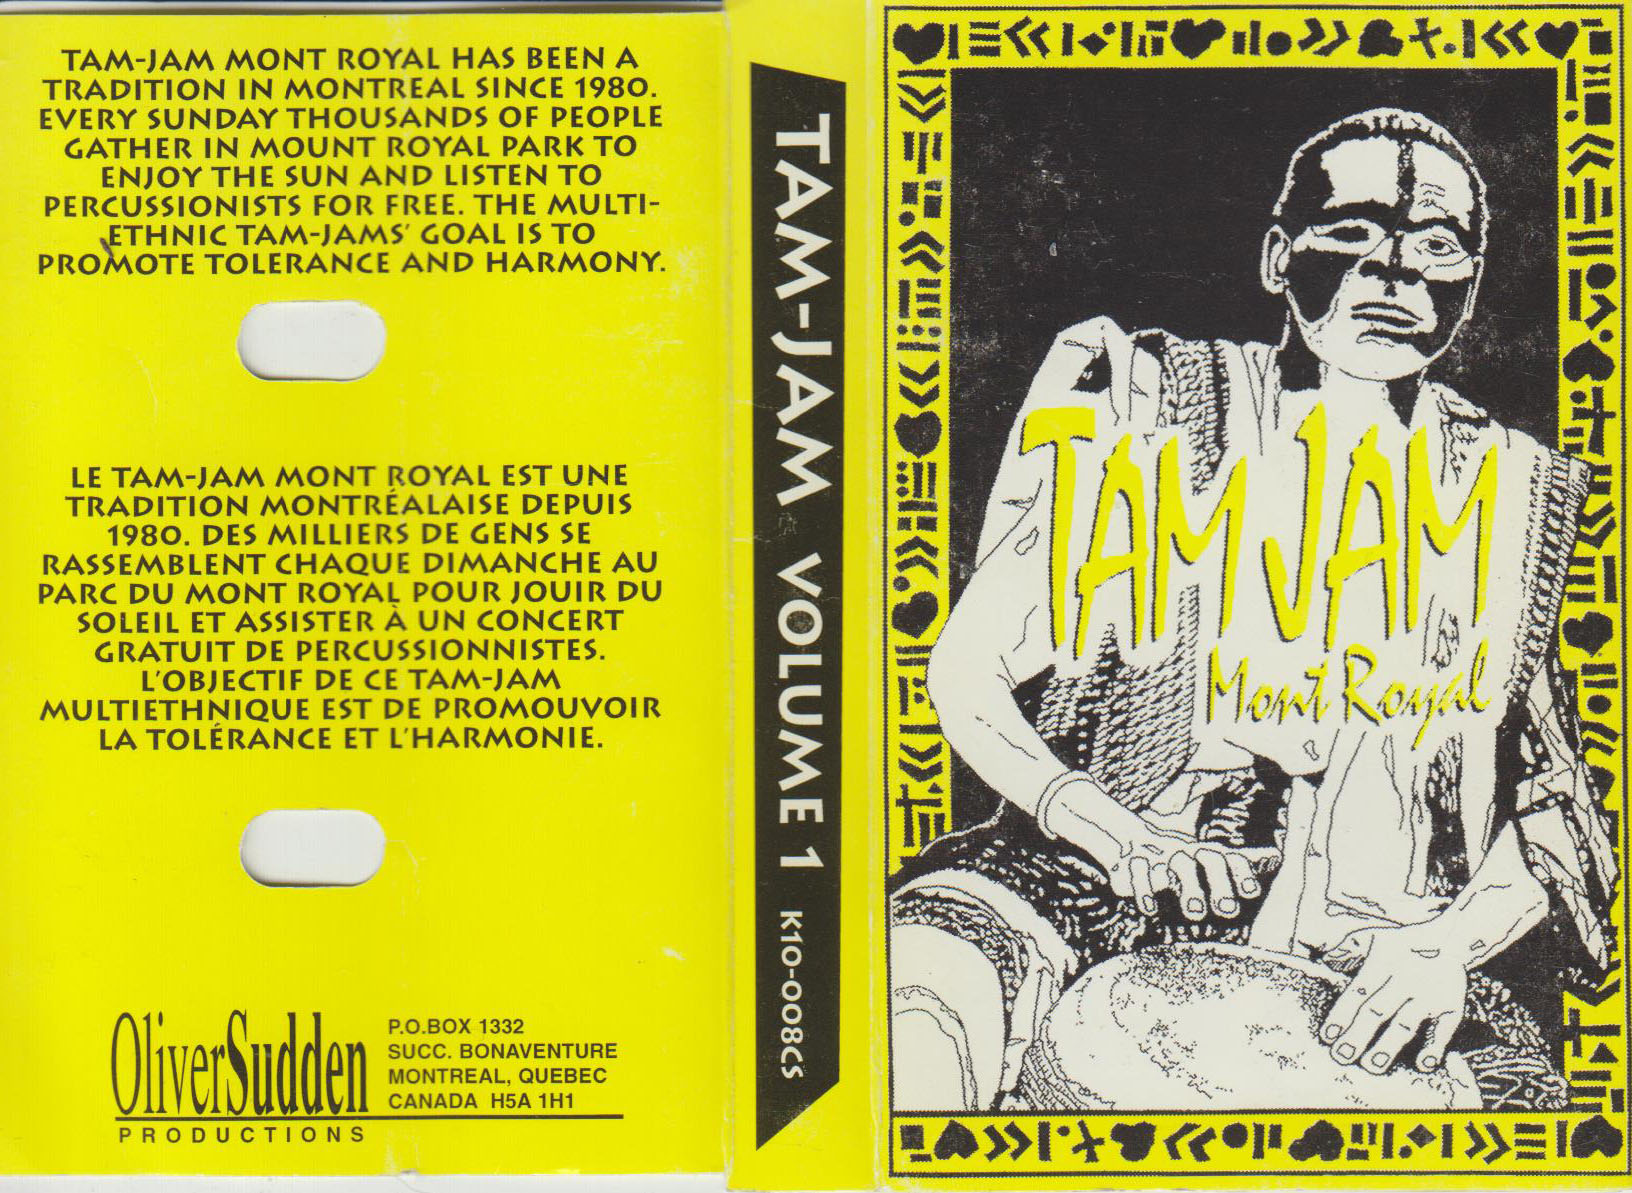 TAM-JAM MONT ROYAL HAS BEEN A
TRADITION IN MONTREAL SINCE 1980.
EVERY SUNDAY THOUSANDS OF PEOPLE
GATHER IN MOUNT ROYAL PARK TO
ENJOY THE SUN AND LISTEN TO
PERCUSSIONISTS FOR FREE. THE MULTI-
ETHNIC TAM-JAMS' GOAL IS TO
PROMOTE TOLERANCE AND HARMONY.
LE TAM-JAM MONT ROYAL EST UNE
TRADITION MONTRÉALAISE DEPUIS
1980. DES MILLIERS DE GENS SE
RASSEMBLENT CHAQUE DIMANCHE AU
PARC DU MONT ROYAL POUR JOUIR DU
SOLEIL ET ASSISTER À UN CONCERT
GRATUIT DE PERCUSSIONNISTES.
L'OBJECTIF DE CE TAM-JAM
MULTIETHNIQUE EST DE PROMOUVOIR
LA TOLÉRANCE ET L'HARMONIE.
OliverSudden
PRODUCTIONS
P.O.BOX 1332
SUCC. BONAVENTURE
MONTREAL, QUEBEC
CANADA H5A 1H1
TAM-JAM VOLUME 1 K10-008CS
TAM JAM
Mont Royal